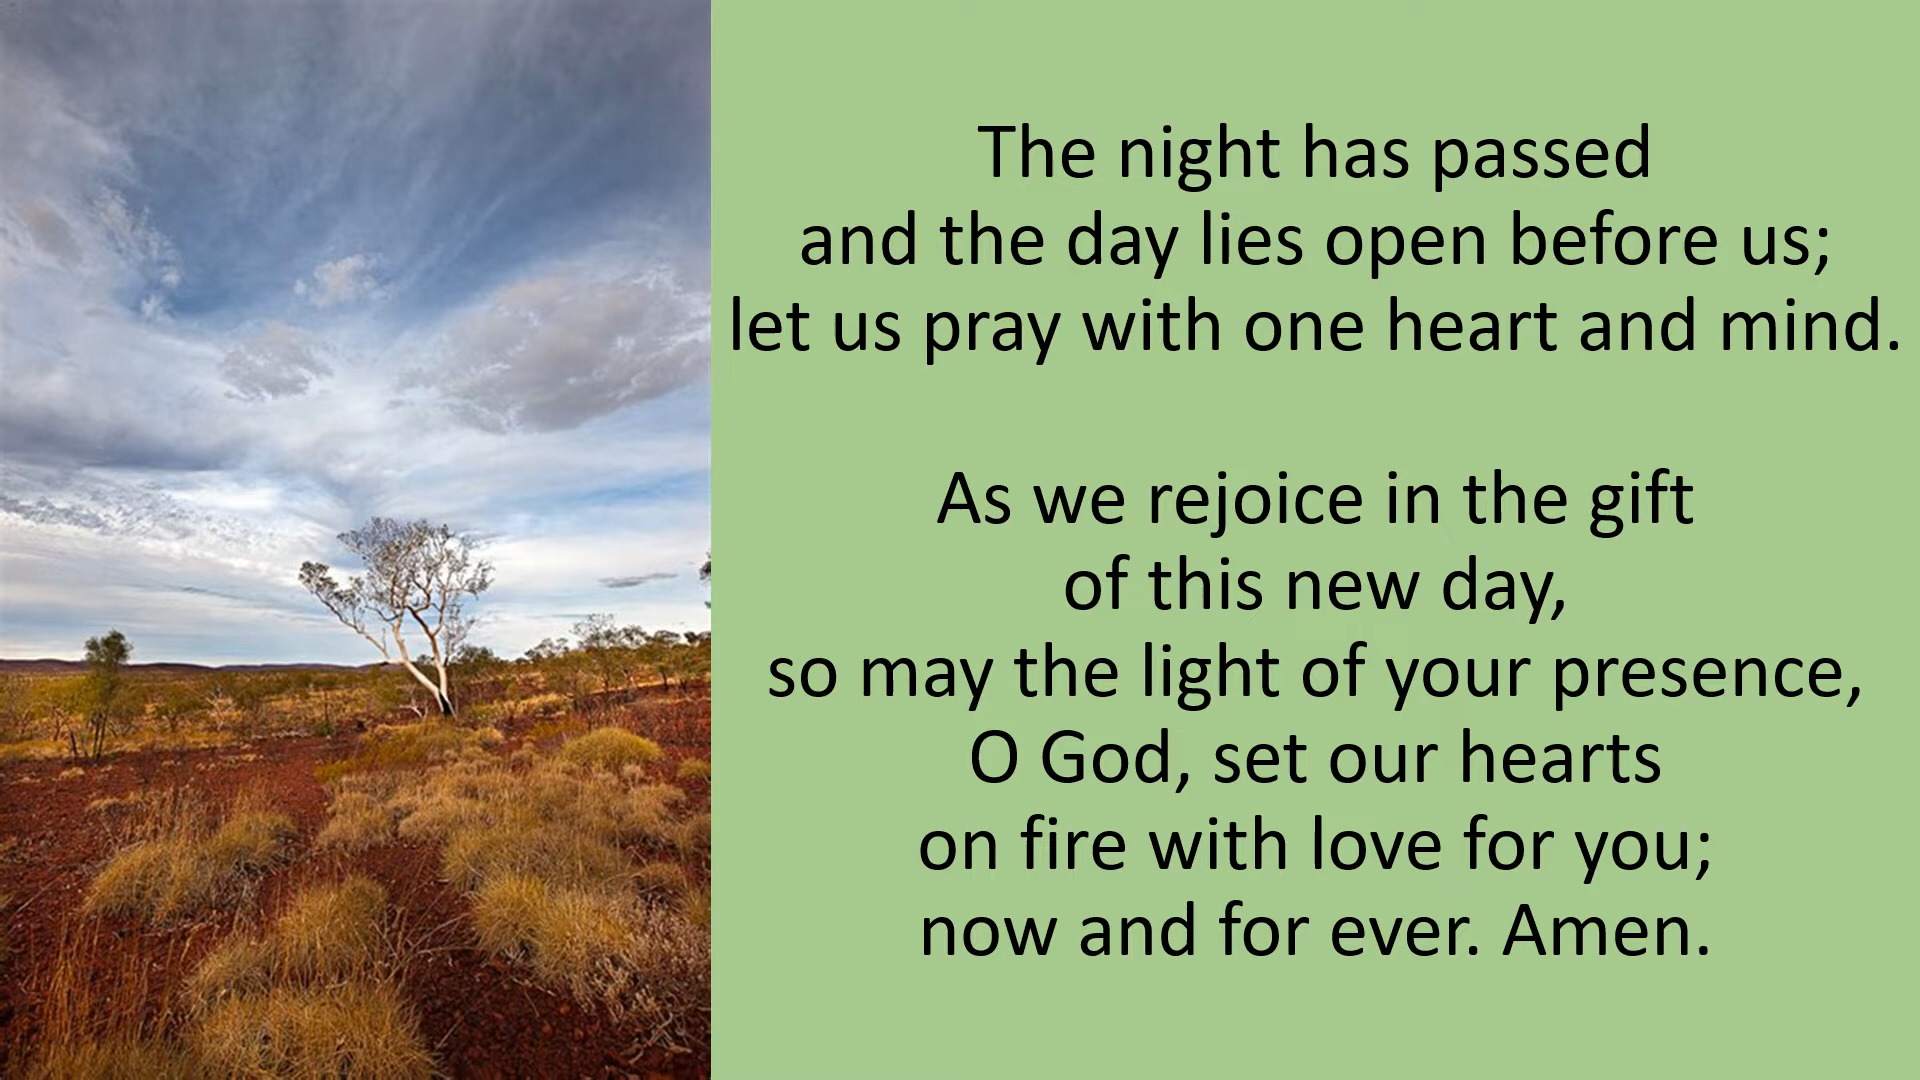 The night has passed
and the day lies open before us;
let us pray with one heart and mind.
As we rejoice in the gift
of this new day,
so may the light of your presence,
O God, set our hearts
on fire with love for you;
now and for ever. Amen.